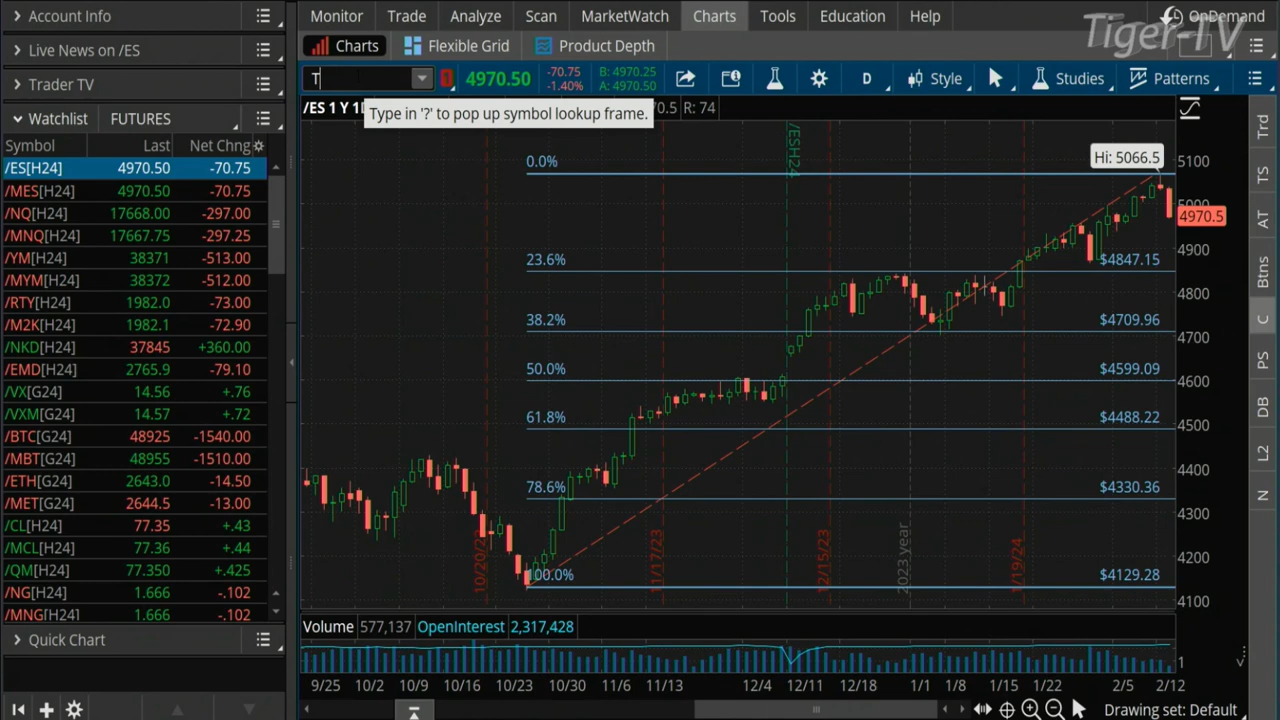 Account Info
Live News on /ES
Trader TV
Watchlist FUTURES
Symbol Last Net Chng
/ES[H24] 4970.50 -70.75
/MES[H24] 4970.50 -70.75
/NQ[H24] 17668.00 -297.00
/MNQ[H24] 17667.75 -297.25
/YM[H24] 38371 -513.00
/MYM[H24] 38372 -512.00
/RTY[H24] 1982.0 -73.00
/M2K[H24] 1982.1 -72.90
/NKD[H24] 37845 +360.00
/EMD[H24] 2765.9 -79.10
/VX[G24] 14.56 +.76
/VXM[G24] 14.57 +.72
/BTC[G24] 48925 -1540.00
/MBT[G24] 48955 -1510.00
/ETH[G24] 2643.0 -14.50
/MET[G24] 2644.5 -13.00
/CL[H24] 77.35 +.43
/MCL[H24] 77.36 +.44
/QM[H24] 77.350 +.425
/NG[H24] 1.666 -.102
/MNG[H24] 1.666 -.102
Quick Chart
Monitor Trade Analyze Scan MarketWatch Charts Tools Education Help
OnDemand
Tiger-TV
Charts Flexible Grid Product Depth
T 4970.50 -70.75 B: 4970.25
-1.40% A: 4970.50
D Style Studies Patterns
/ES 1 Y 1
Type in '?' to pop up symbol lookup frame.
0.5 R: 74
/ESH24
Hi: 5066.5
0.0%
23.6% $4847.15
38.2% $4709.96
50.0% $4599.09
61.8% $4488.22
78.6% $4330.36
100.0% $4129.28
5100
5000
4970.5
4900
4800
4700
4600
4500
4400
4300
4200
4100
11/17/23
12/15/23
2023 year
1/19/24
Volume 577,137 OpenInterest 2,317,428
1
9/25 10/2 10/9 10/16 10/23 10/30 11/6 11/13 12/4 12/11 12/18 1/1 1/8 1/15 1/22 2/5 2/12
Drawing set: Default
Trd
TS
AT
Btns
C
PS
DB
L2
N